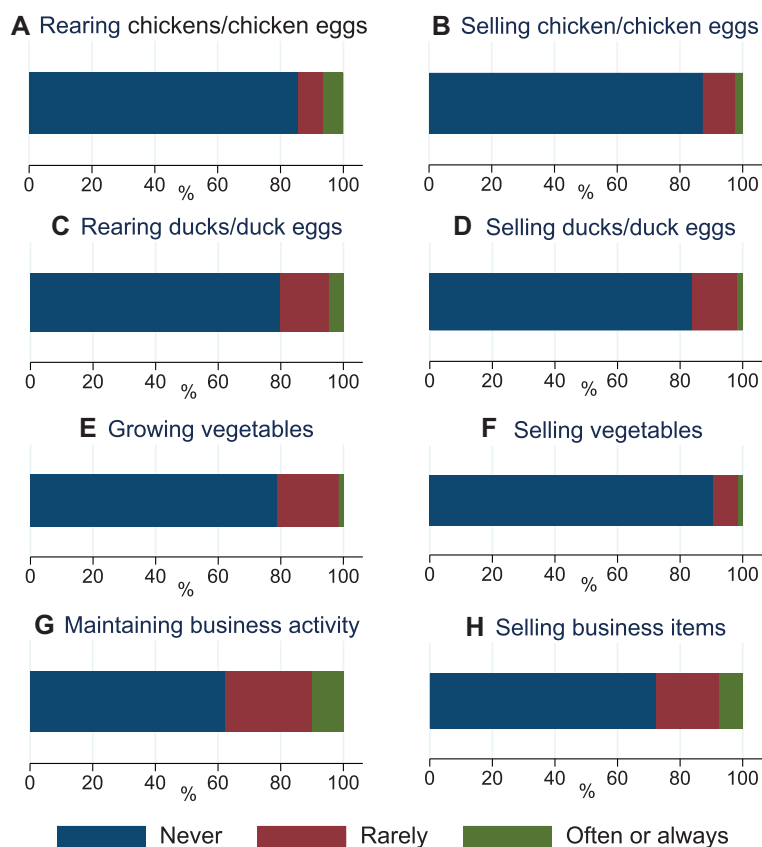 A Rearing chickens/chicken eggs
B Selling chicken/chicken eggs
0 20 40 60 80 100
%
0 20 40 60 80 100
%
C Rearing ducks/duck eggs
D Selling ducks/duck eggs
0 20 40 60 80 100
%
0 20 40 60 80 100
%
E Growing vegetables
F Selling vegetables
0 20 40 60 80 100
%
0 20 40 60 80 100
%
G Maintaining business activity
H Selling business items
0 20 40 60 80 100
%
0 20 40 60 80 100
%
Never Rarely Often or always